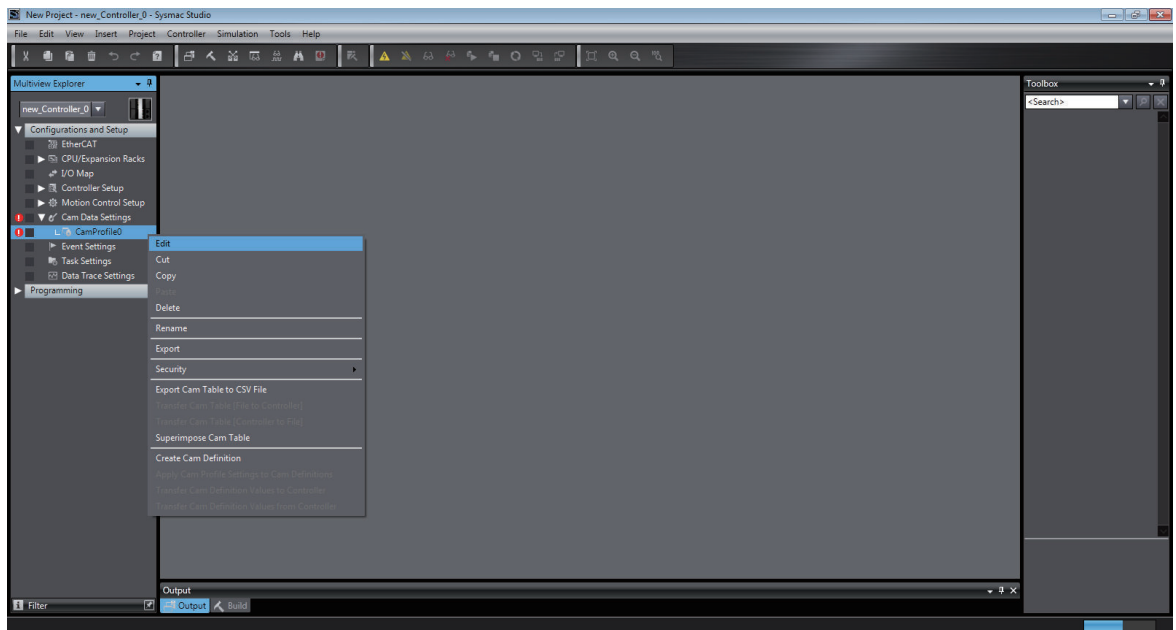 New Project - new_Controller_0 - Sysmac Studio
File Edit View Insert Project Controller Simulation Tools Help
Multiview Explorer
Toolbox
new_Controller_0
<Search>
Configurations and Setup
EtherCAT
CPU/Expansion Racks
I/O Map
Controller Setup
Motion Control Setup
Cam Data Settings
CamProfile0
Event Settings
Task Settings
Data Trace Settings
Programming
Edit
Cut
Copy
Paste
Delete
Rename
Export
Security
Export Cam Table to CSV File
Transfer Cam Table (File to Controller)
Transfer Cam Table (Controller to File)
Superimpose Cam Table
Create Cam Definition
Apply Cam Profile Settings to Cam Definitions
Transfer Cam Definition Values to Controller
Transfer Cam Definition Values from Controller
Output
Filter
Output Build